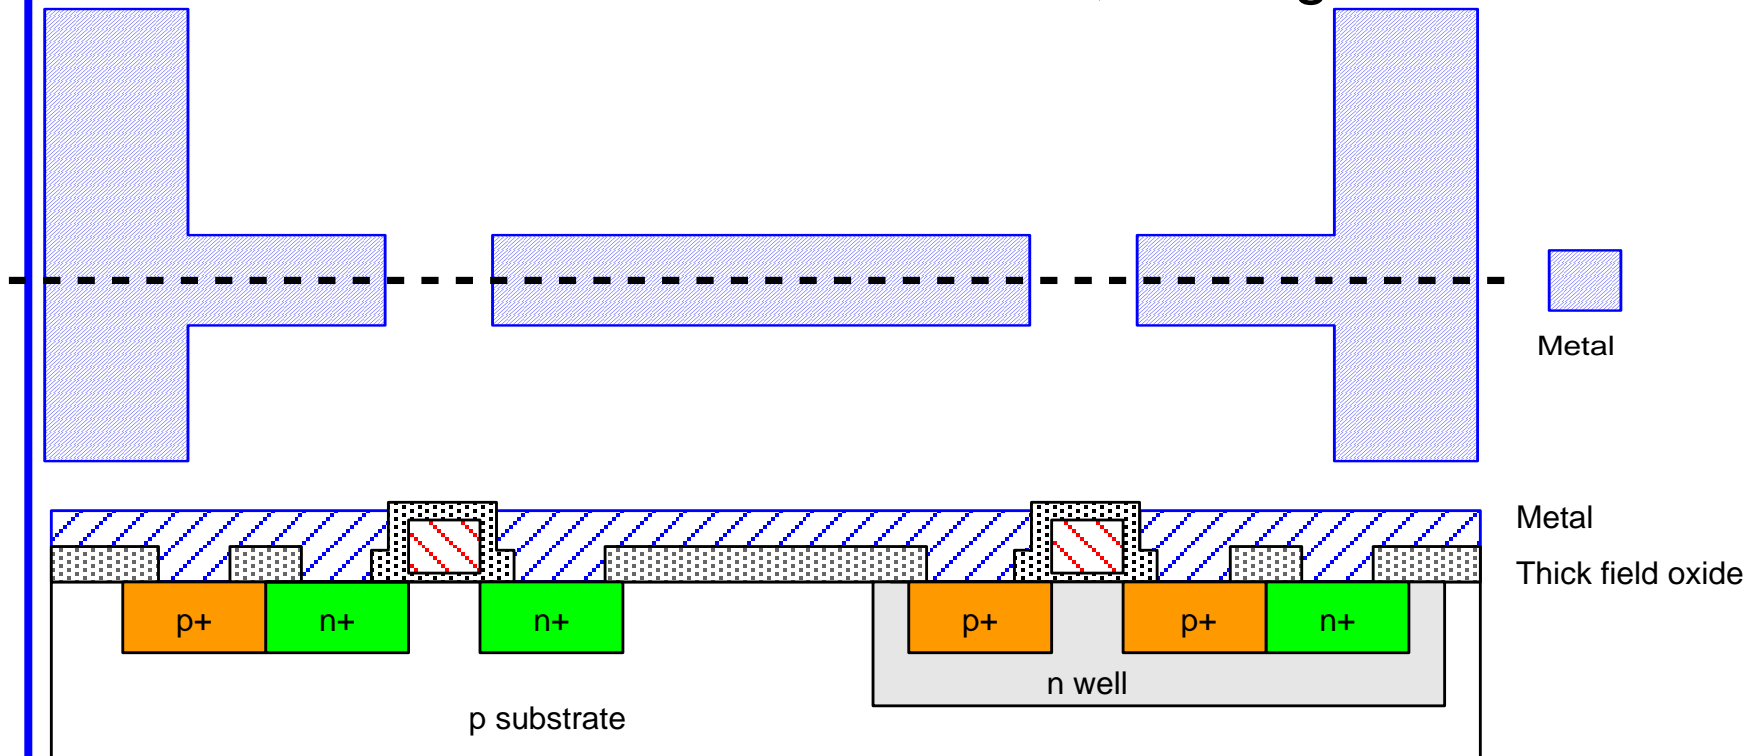 Metal
Metal
Thick field oxide
p+ n+ n+ p+ p+ n+
n well
p substrate